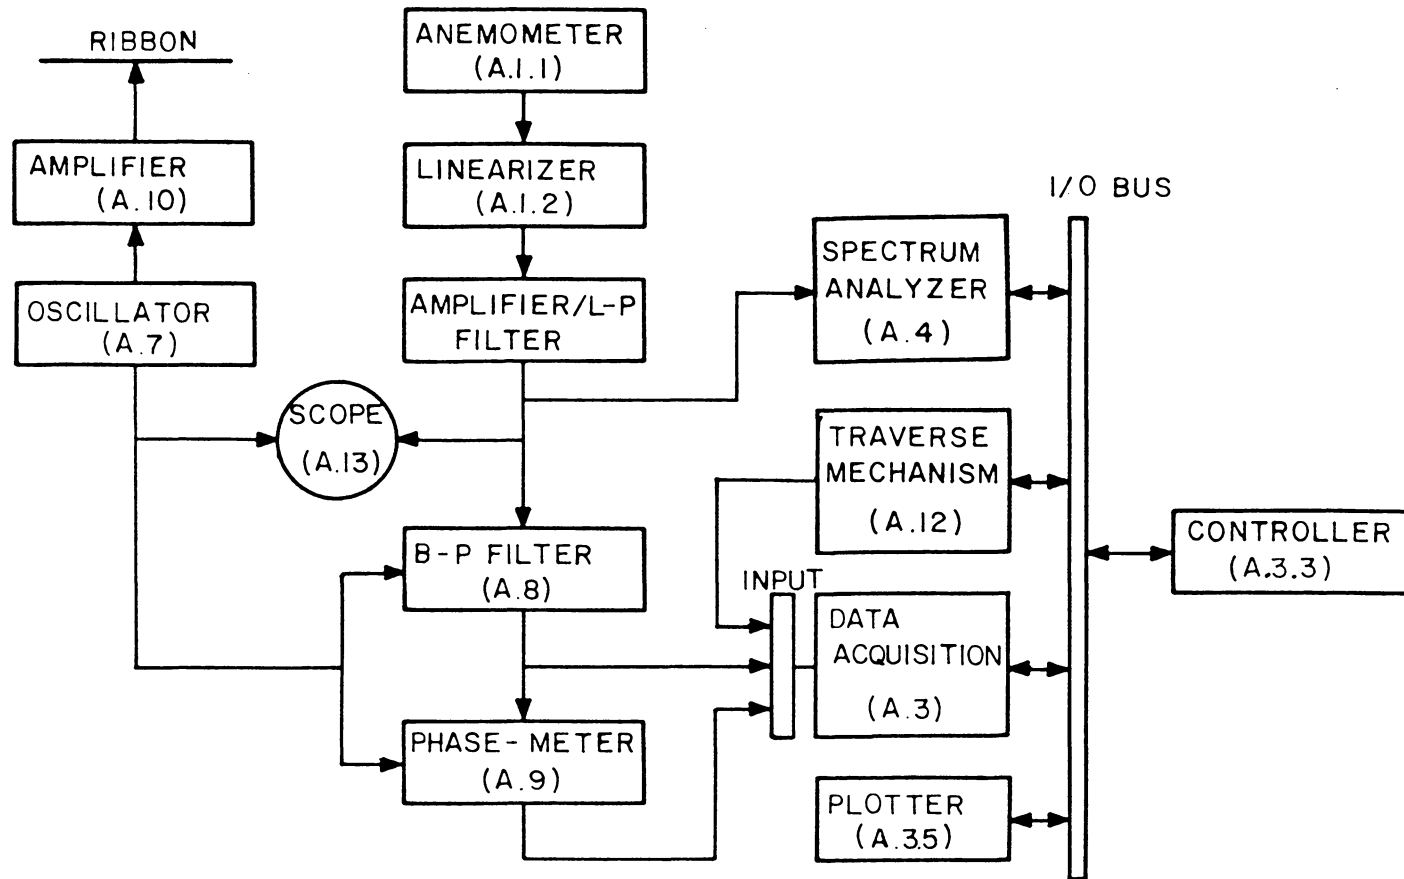 RIBBON
AMPLIFIER
(A.10)
OSCILLATOR
(A.7)
ANEMOMETER
(A.1.1)
LINEARIZER
(A.1.2)
AMPLIFIER/L-P
FILTER
SCOPE
(A.13)
B-P FILTER
(A.8)
PHASE-METER
(A.9)
SPECTRUM
ANALYZER
(A.4)
TRAVERSE
MECHANISM
(A.12)
INPUT
DATA
ACQUISITION
(A.3)
PLOTTER
(A.3.5)
I/O BUS
CONTROLLER
(A.3.3)